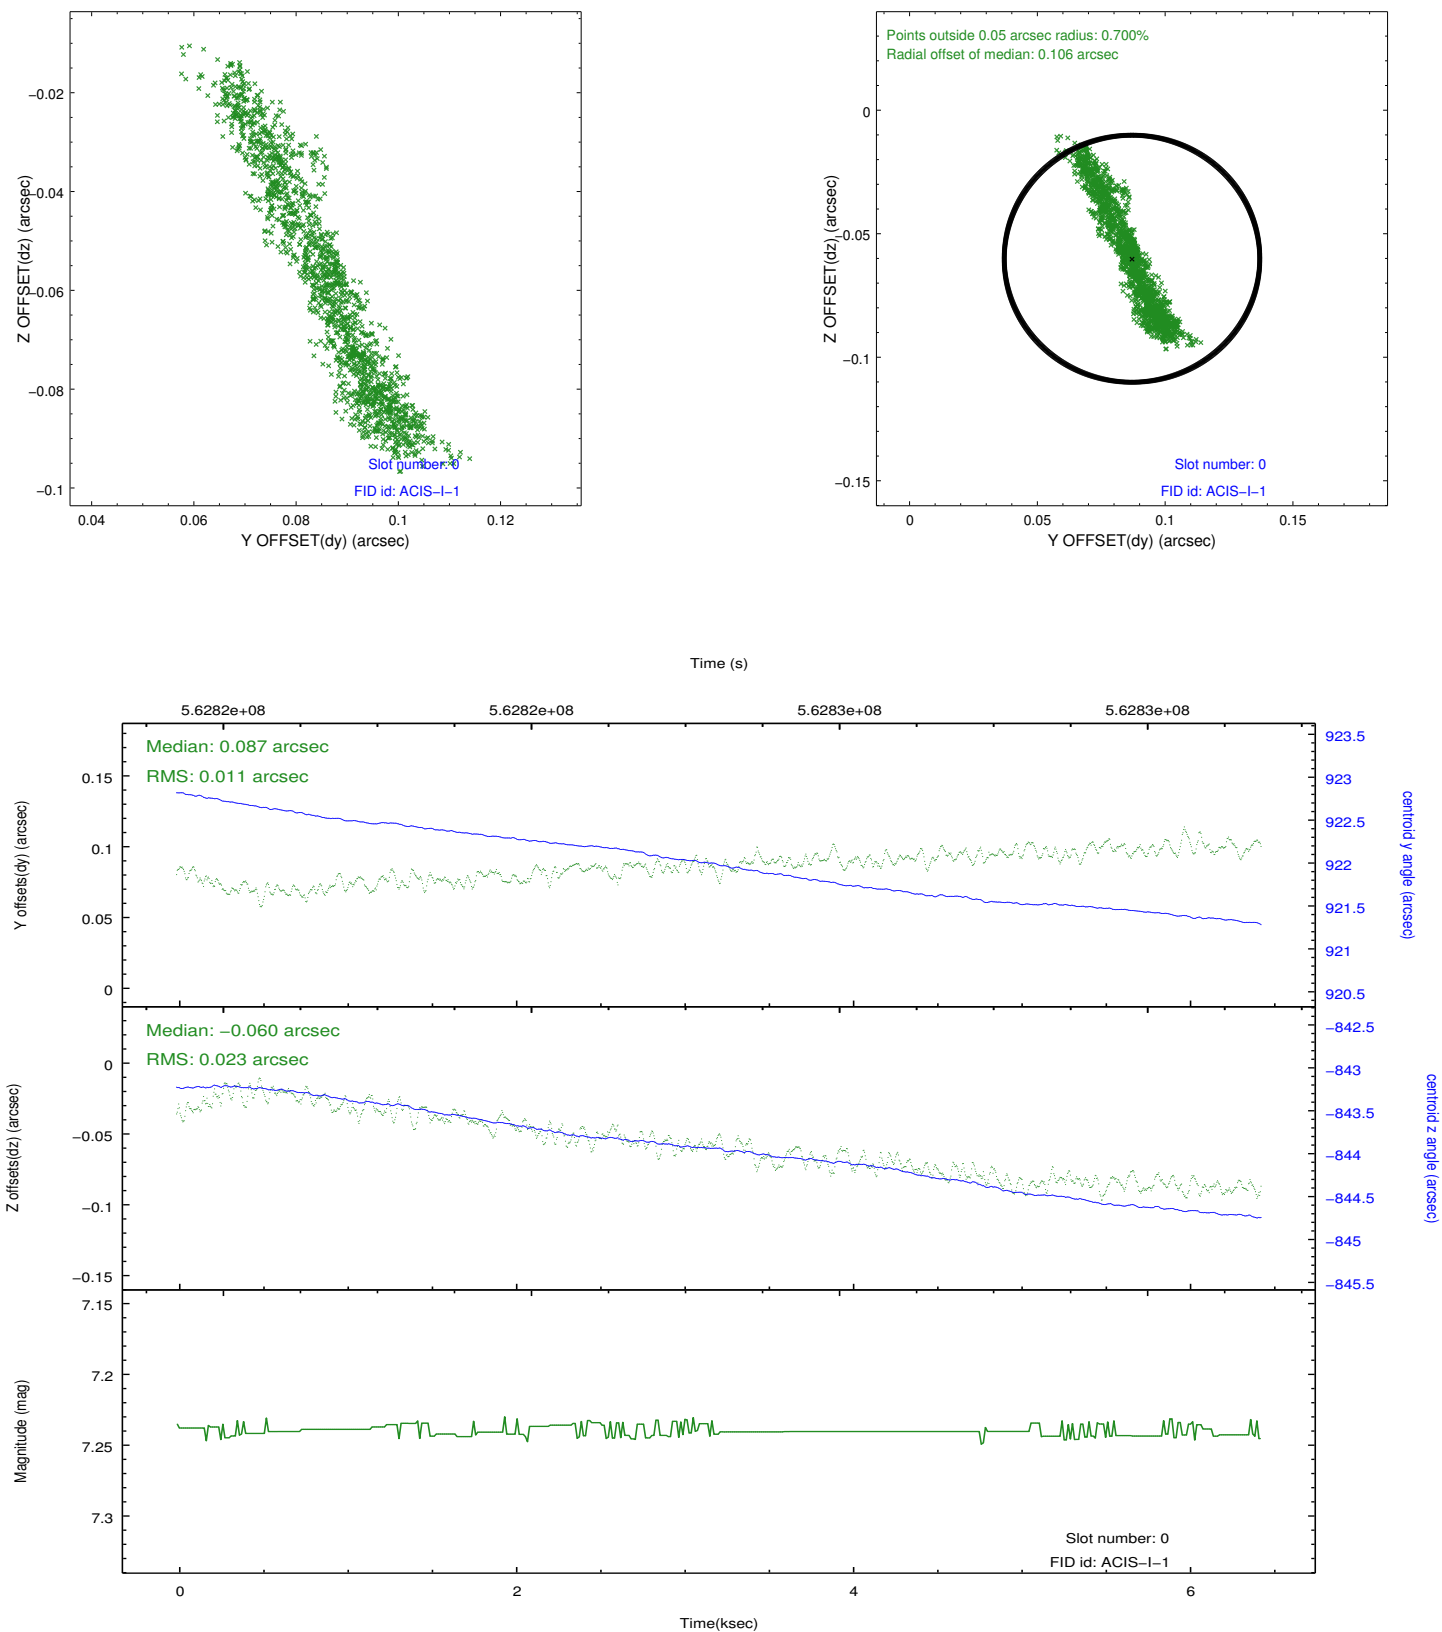 −0.02
−0.04
−0.06
−0.08
−0.1
Z OFFSET(dz) (arcsec)
Slot number: 0
FID id: ACIS−I−1
0.04
0.06
0.08
0.1
0.12
Y OFFSET(dy) (arcsec)
Points outside 0.05 arcsec radius: 0.700%
Radial offset of median: 0.106 arcsec
0
−0.05
−0.1
−0.15
Z OFFSET(dz) (arcsec)
Slot number: 0
FID id: ACIS−I−1
0
0.05
0.1
0.15
Y OFFSET(dy) (arcsec)
Time (s)
5.6282e+08
5.6282e+08
5.6283e+08
5.6283e+08
Median: 0.087 arcsec
RMS: 0.011 arcsec
0.15
0.1
0.05
0
Y offsets(dy) (arcsec)
923.5
923
922.5
922
921.5
921
920.5
centroid y angle (arcsec)
Median: −0.060 arcsec
RMS: 0.023 arcsec
0
−0.05
−0.1
−0.15
Z offsets(dz) (arcsec)
−842.5
−843
−843.5
−844
−844.5
−845
−845.5
centroid z angle (arcsec)
7.15
7.2
7.25
7.3
Magnitude (mag)
Slot number: 0
FID id: ACIS−I−1
0
2
4
6
Time(ksec)